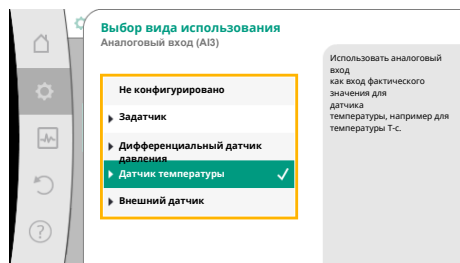 Выбор вида использования
Аналоговый вход (AI3)
Не конфигурировано
Задатчик
Дифференциальный датчик
давления
Датчик температуры
Внешний датчик
Использовать аналоговый
вход
как вход фактического
значения для
датчика
температуры, например для
температуры T-c.
?